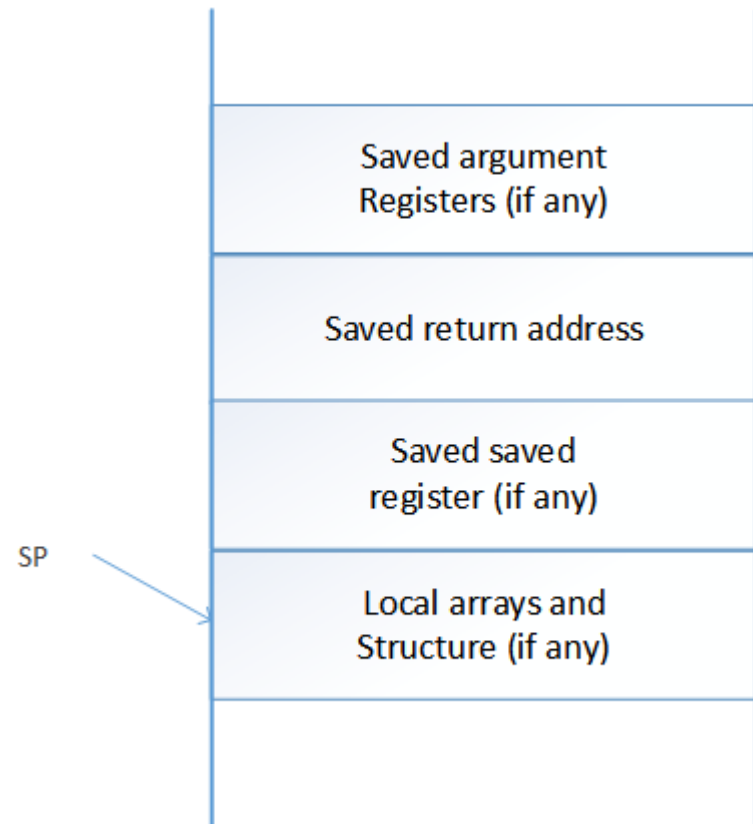 Saved argument
Registers (if any)
Saved return address
Saved saved
register (if any)
SP
Local arrays and
Structure (if any)